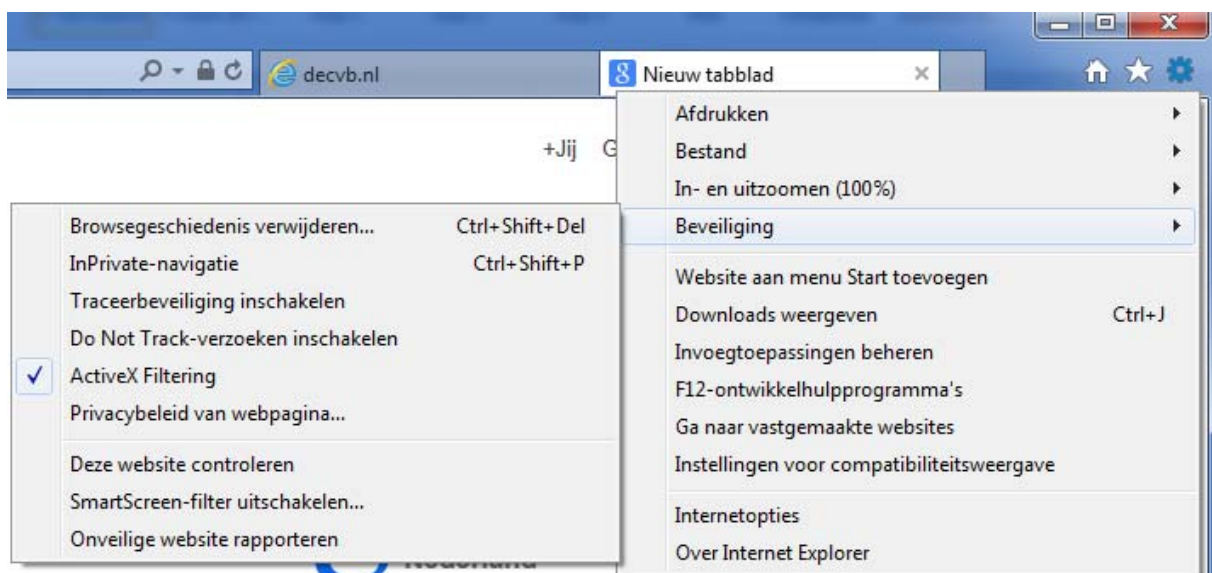 decvb.nl
Nieuw tabblad
+Jij G
Afdrukken
Bestand
In- en uitzoomen (100%)
Beveiliging
Website aan menu Start toevoegen
Downloads weergeven Ctrl+J
Invoegtoepassingen beheren
F12-ontwikkelhulpprogramma's
Ga naar vastgemaakte websites
Instellingen voor compatibiliteitsweergave
Internetopties
Over Internet Explorer
Browsegeschiedenis verwijderen... Ctrl+Shift+Del
InPrivate-navigatie Ctrl+Shift+P
Traceerbeveiliging inschakelen
Do Not Track-verzoeken inschakelen
ActiveX Filtering
Privacybeleid van webpagina...
Deze website controleren
SmartScreen-filter uitschakelen...
Onveilige website rapporteren